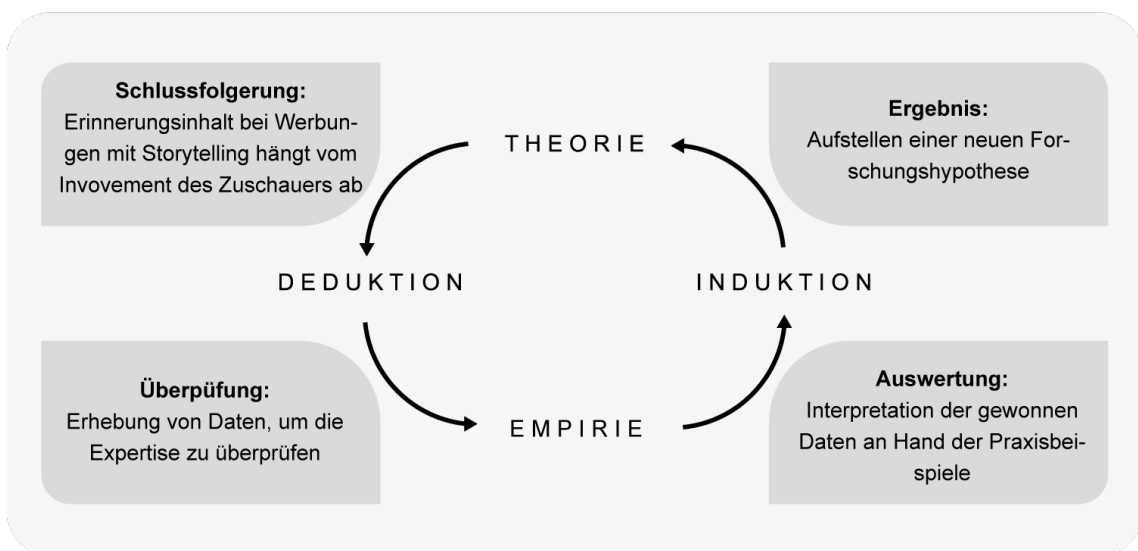 Schlussfolgerung:
Erinnerungsinhalt bei Werbun-
gen mit Storytelling hängt vom
Invovement des Zuschauers ab
THEORIE
Ergebnis:
Aufstellen einer neuen For-
schungshypothese
DEDUKTION
INDUKTION
Überpüfung:
Erhebung von Daten, um die
Expertise zu überprüfen
EMPIRIE
Auswertung:
Interpretation der gewonnen
Daten an Hand der Praxisbei-
spiele